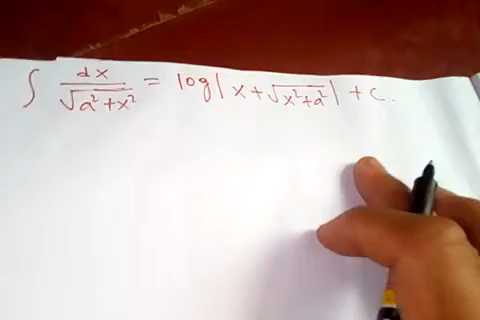 ∫ dx/√(a²+x²) = log|x+√(x²+a²)| + c.